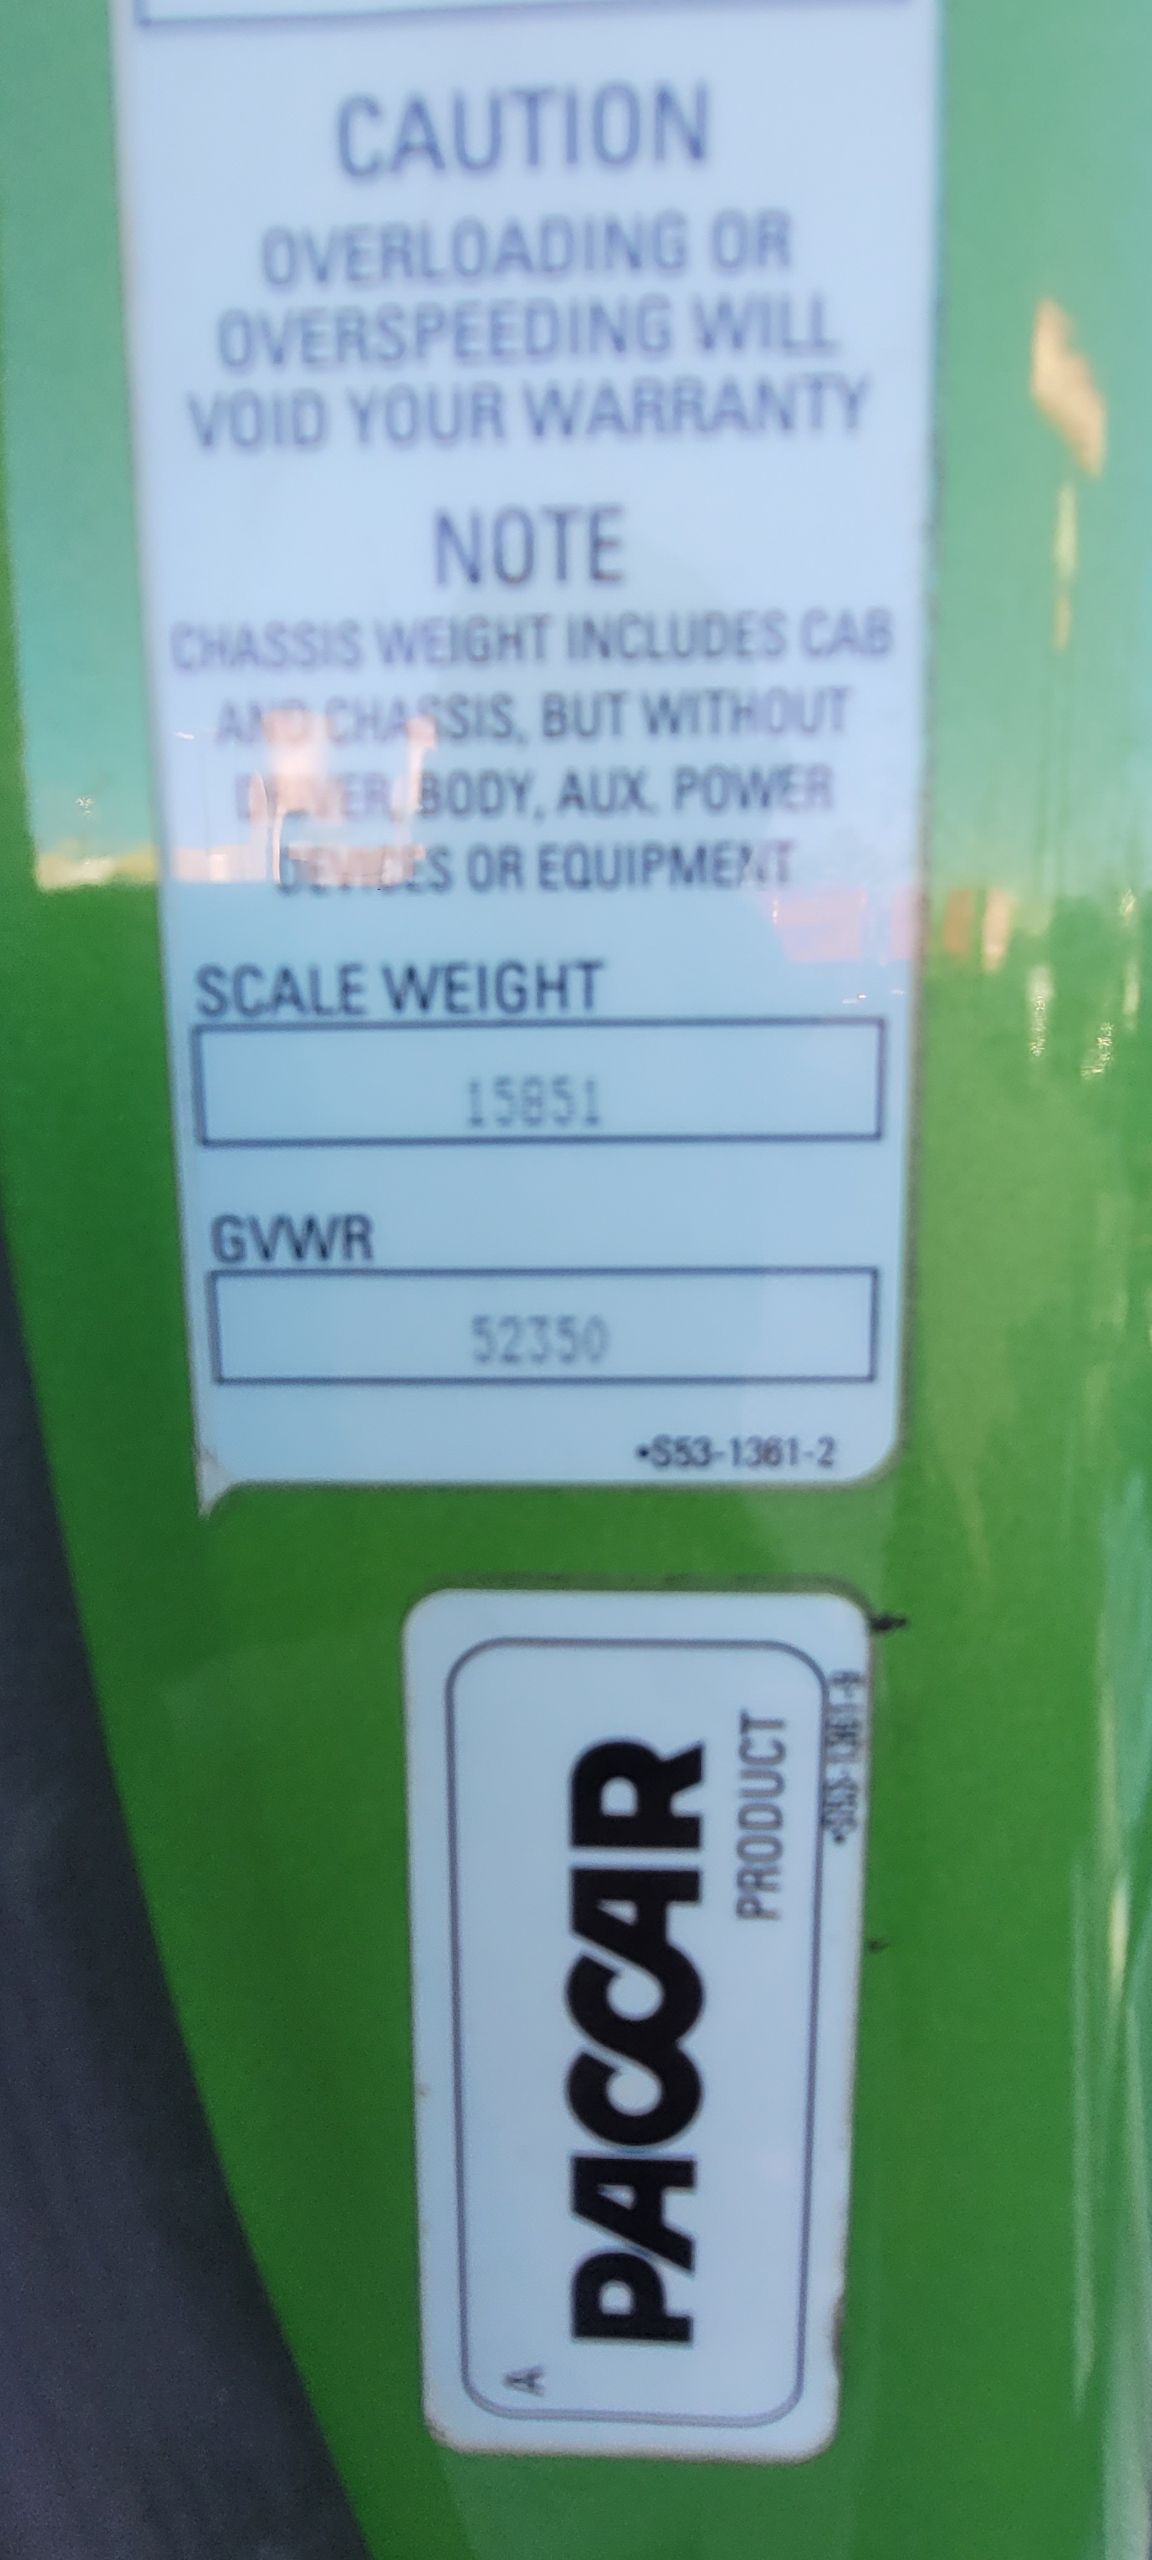 CAUTION
OVERLOADING OR
OVERSPEEDING WILL
VOID YOUR WARRANTY
NOTE
CHASSIS WEIGHT INCLUDES CAB
AND CHASSIS, BUT WITHOUT
DRIVER, BODY, AUX. POWER
DEVICES OR EQUIPMENT
SCALE WEIGHT
15851
GVWR
52350
•S53-1361-2
A
PACCAR
PRODUCT